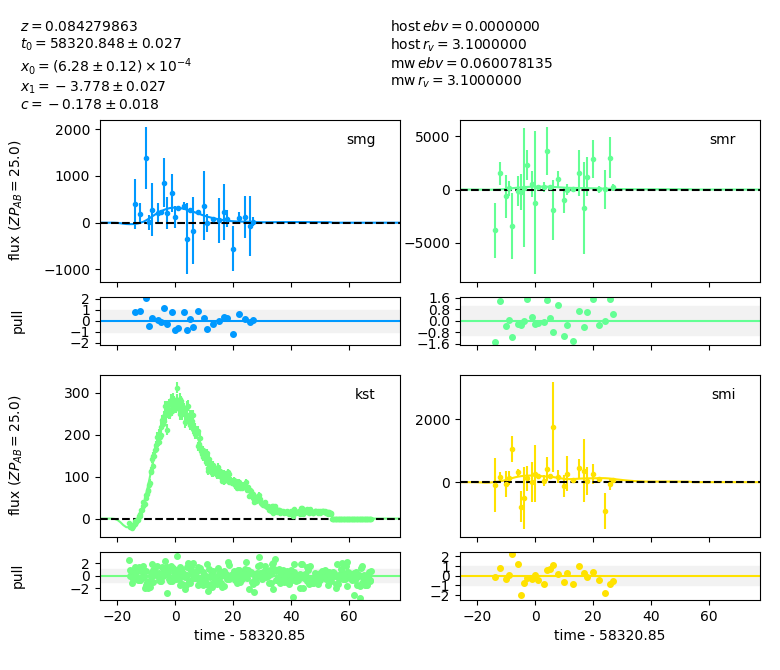 z = 0.084279863
t₀ = 58320.848 ± 0.027
x₀ = (6.28 ± 0.12) × 10⁻⁴
x₁ = −3.778 ± 0.027
c = −0.178 ± 0.018
host ebv = 0.0000000
host r_v = 3.1000000
mw ebv = 0.060078135
mw r_v = 3.1000000
smg
flux (ZP_AB = 25.0)
2000
1000
0
−1000
smr
5000
0
−5000
pull
2
1
0
−1
−2
1.6
0.8
0.0
−0.8
−1.6
kst
flux (ZP_AB = 25.0)
300
200
100
0
smi
2000
0
pull
2
0
−2
−20
0
20
40
60
time - 58320.85
2
1
0
−1
−2
−20
0
20
40
60
time - 58320.85